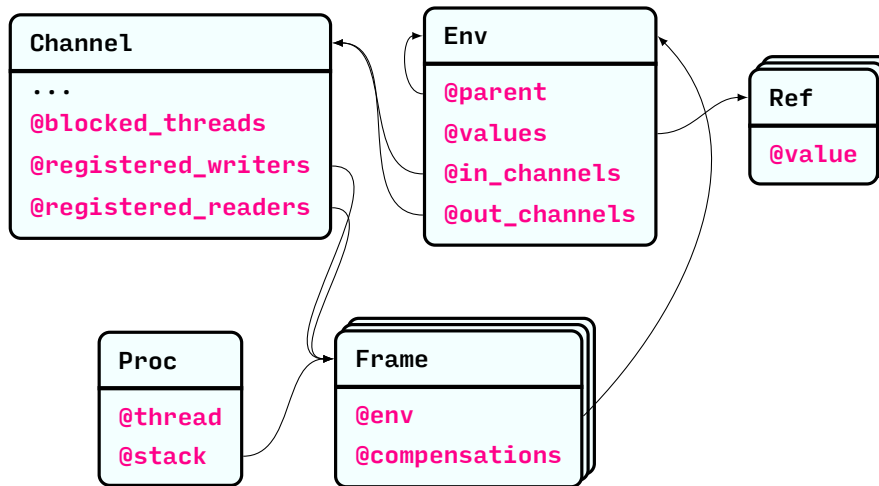 Channel
...
@blocked_threads
@registered_writers
@registered_readers
Env
@parent
@values
@in_channels
@out_channels
Ref
@value
Proc
@thread
@stack
Frame
@env
@compensations